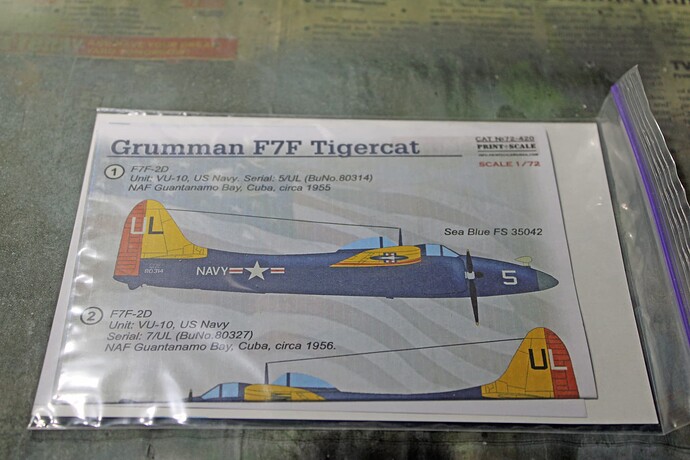 Grumman F7F Tigercat
CAT №72-420
PRINT SCALE
SCALE 1/72
1 F7F-2D
Unit: VU-10, US Navy. Serial: 5/UL (BuNo.80314)
NAF Guantanamo Bay, Cuba, circa 1955
UL
Sea Blue FS 35042
80314
NAVY
5
2 F7F-2D
Unit: VU-10, US Navy
Serial: 7/UL (BuNo.80327)
NAF Guantanamo Bay, Cuba, circa 1956.
UL